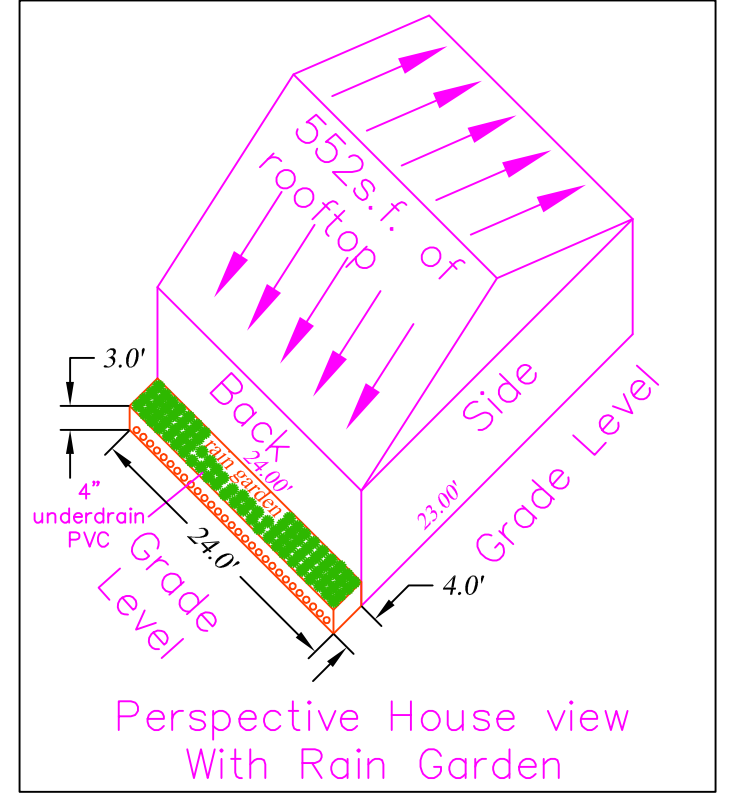 552s.f. of
rooftop
3.0'
Back
24.00'
rain garden
Side
Grade Level
23.00'
4"
underdrain
PVC
24.0'
Grade
Level
4.0'
Perspective House view
With Rain Garden